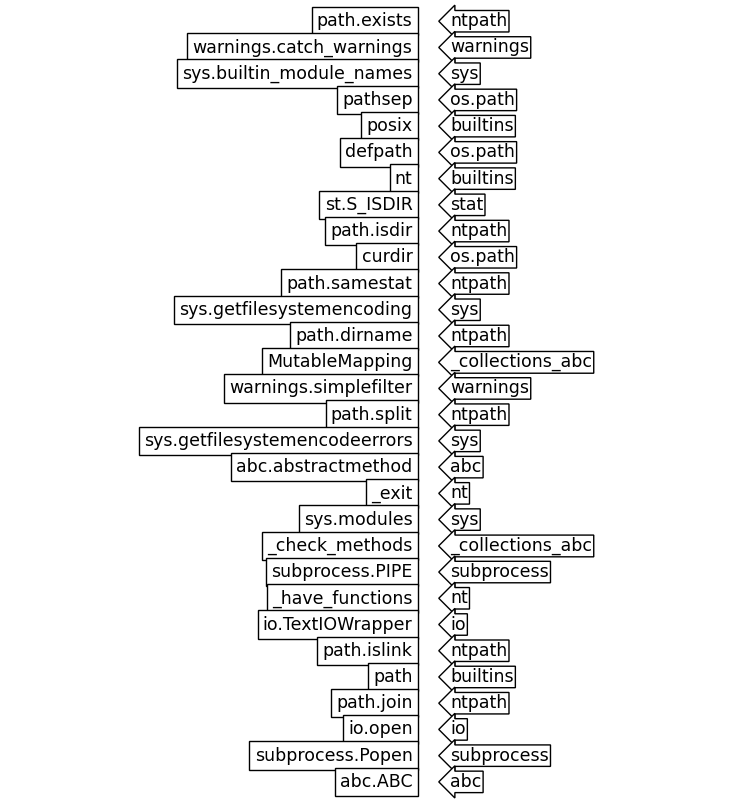 path.exists ntpath
warnings.catch_warnings warnings
sys.builtin_module_names sys
pathsep os.path
posix builtins
defpath os.path
nt builtins
st.S_ISDIR stat
path.isdir ntpath
curdir os.path
path.samestat ntpath
sys.getfilesystemencoding sys
path.dirname ntpath
MutableMapping _collections_abc
warnings.simplefilter warnings
path.split ntpath
sys.getfilesystemencodeerrors sys
abc.abstractmethod abc
_exit nt
sys.modules sys
_check_methods _collections_abc
subprocess.PIPE subprocess
_have_functions nt
io.TextIOWrapper io
path.islink ntpath
path builtins
path.join ntpath
io.open io
subprocess.Popen subprocess
abc.ABC abc